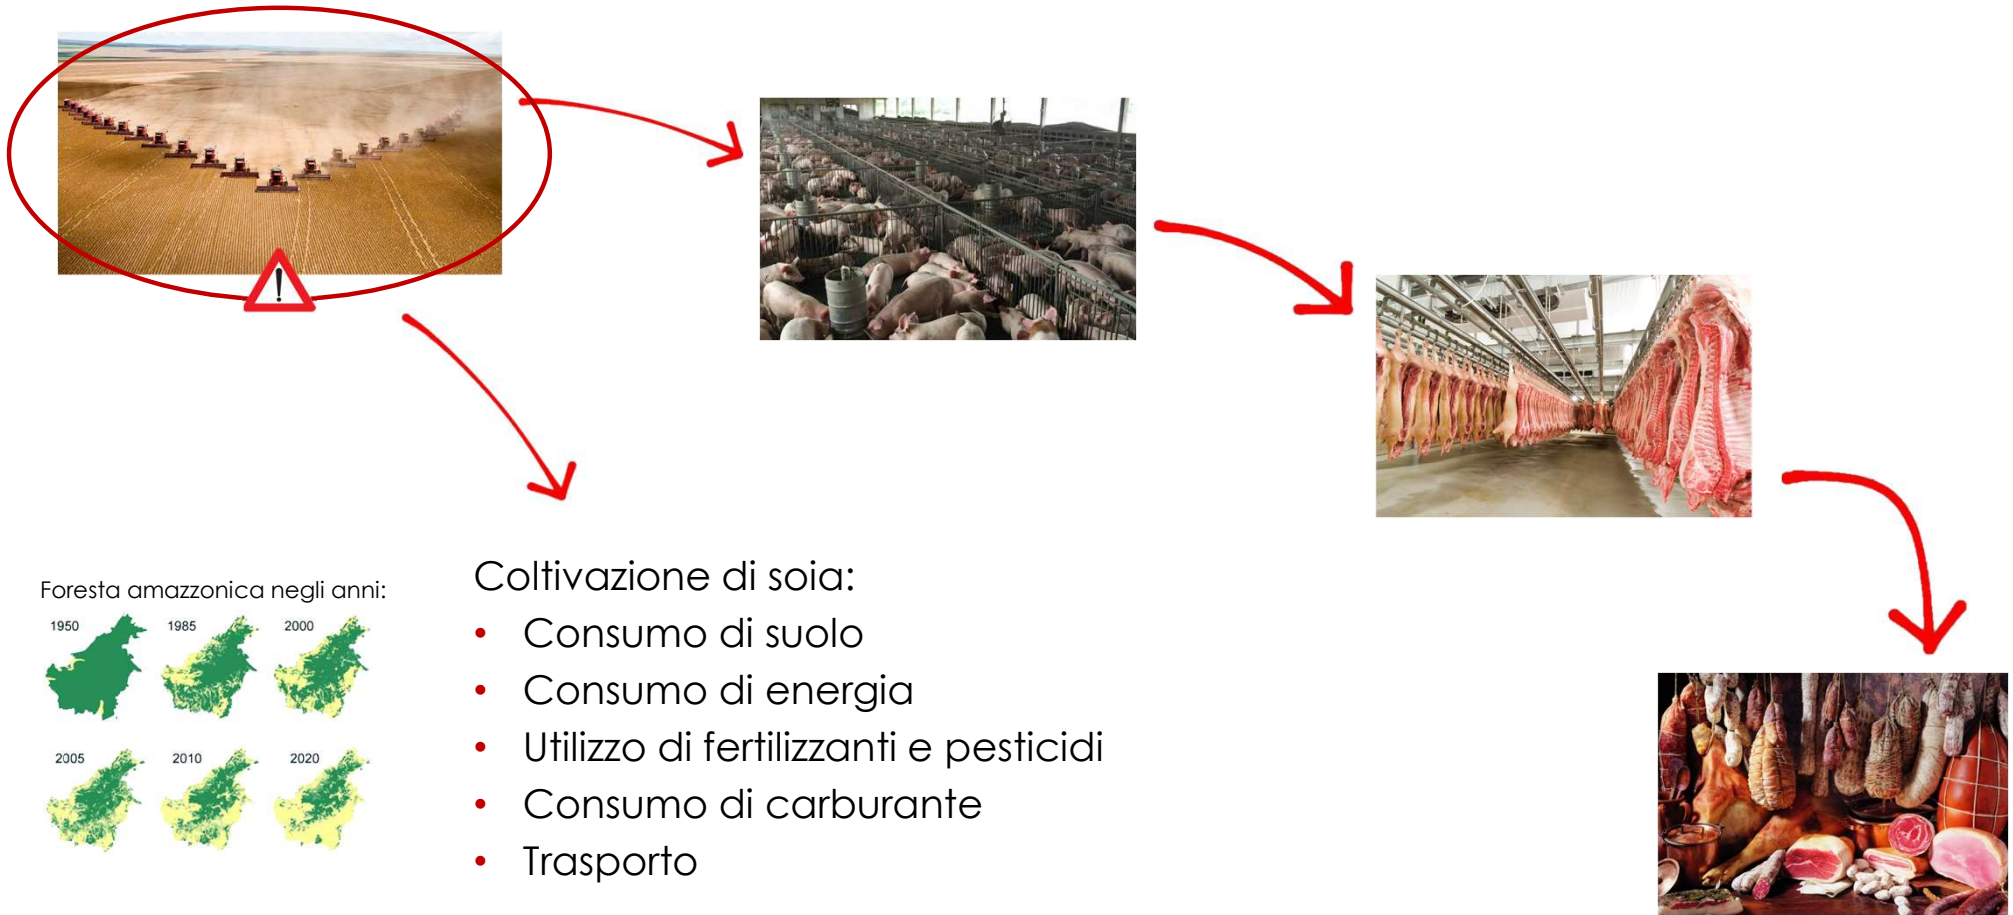 Foresta amazzonica negli anni:
1950 1985 2000
2005 2010 2020
Coltivazione di soia:
• Consumo di suolo
• Consumo di energia
• Utilizzo di fertilizzanti e pesticidi
• Consumo di carburante
• Trasporto